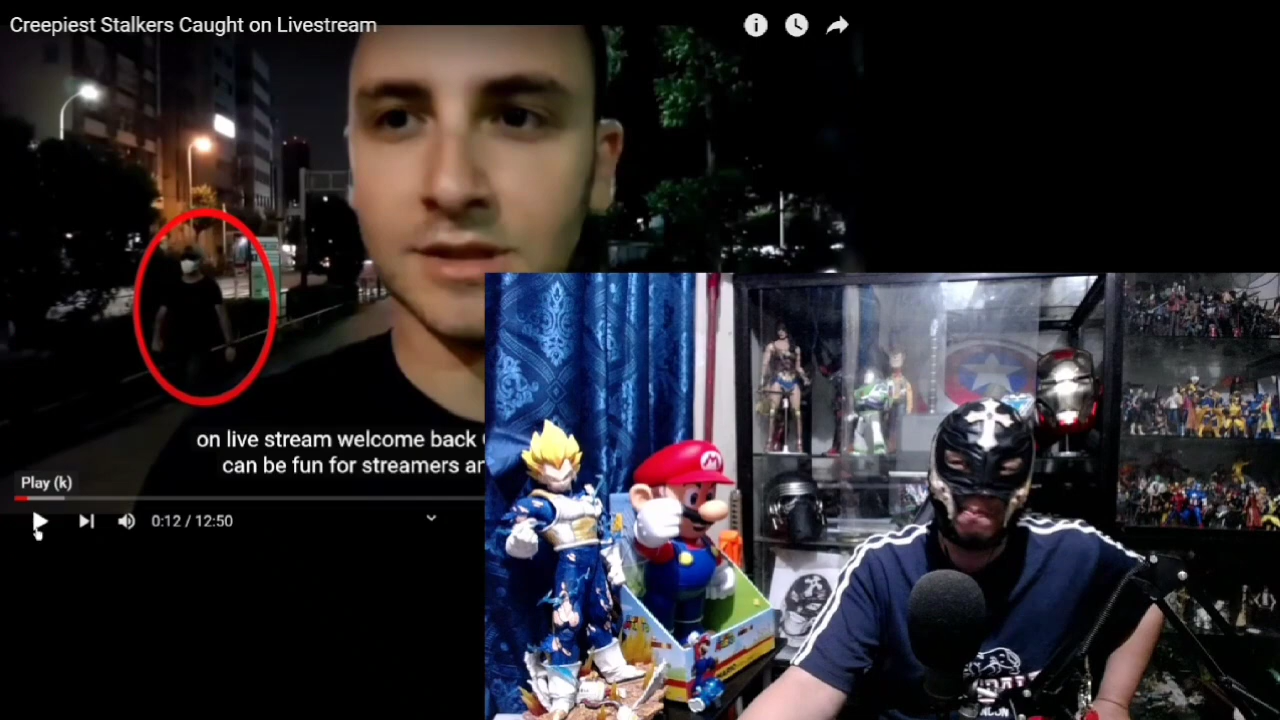 Creepiest Stalkers Caught on Livestream
on live stream welcome back
can be fun for streamers an
Play (k)
0:12 / 12:50